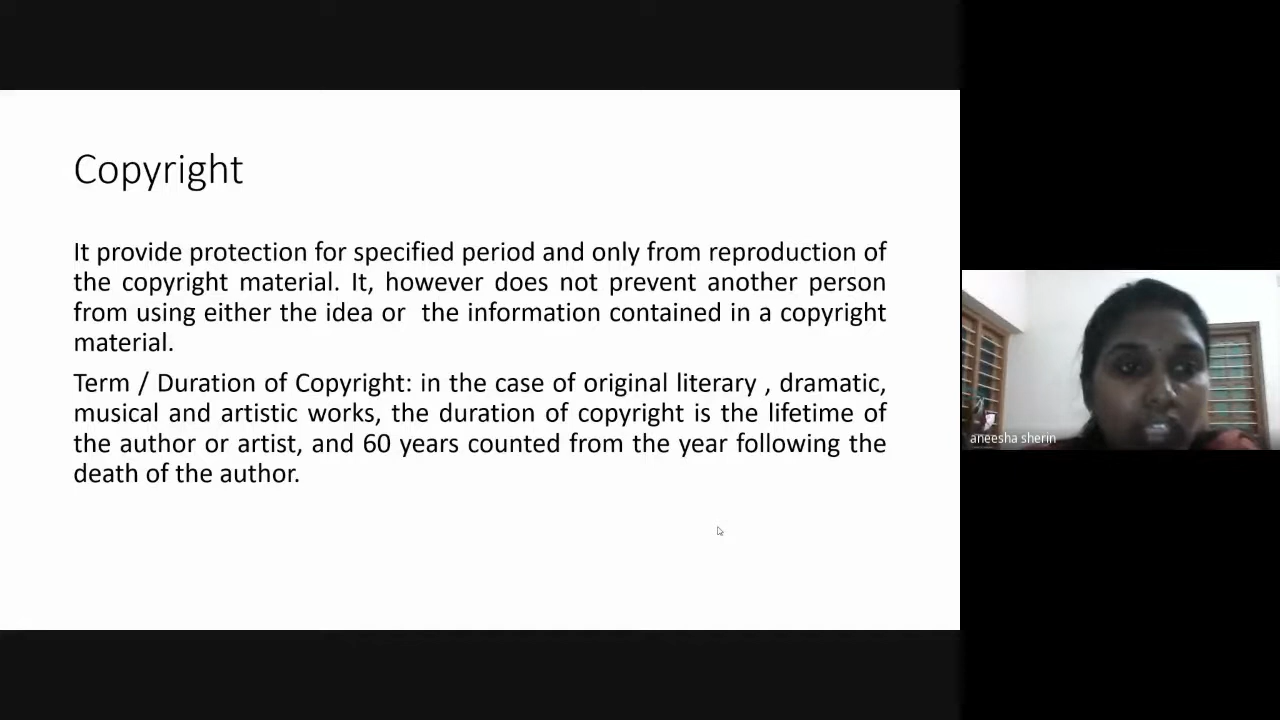 Copyright
It provide protection for specified period and only from reproduction of
the copyright material. It, however does not prevent another person
from using either the idea or  the information contained in a copyright
material.
Term / Duration of Copyright: in the case of original literary , dramatic,
musical and artistic works, the duration of copyright is the lifetime of
the author or artist, and 60 years counted from the year following the
death of the author.
aneesha sherin